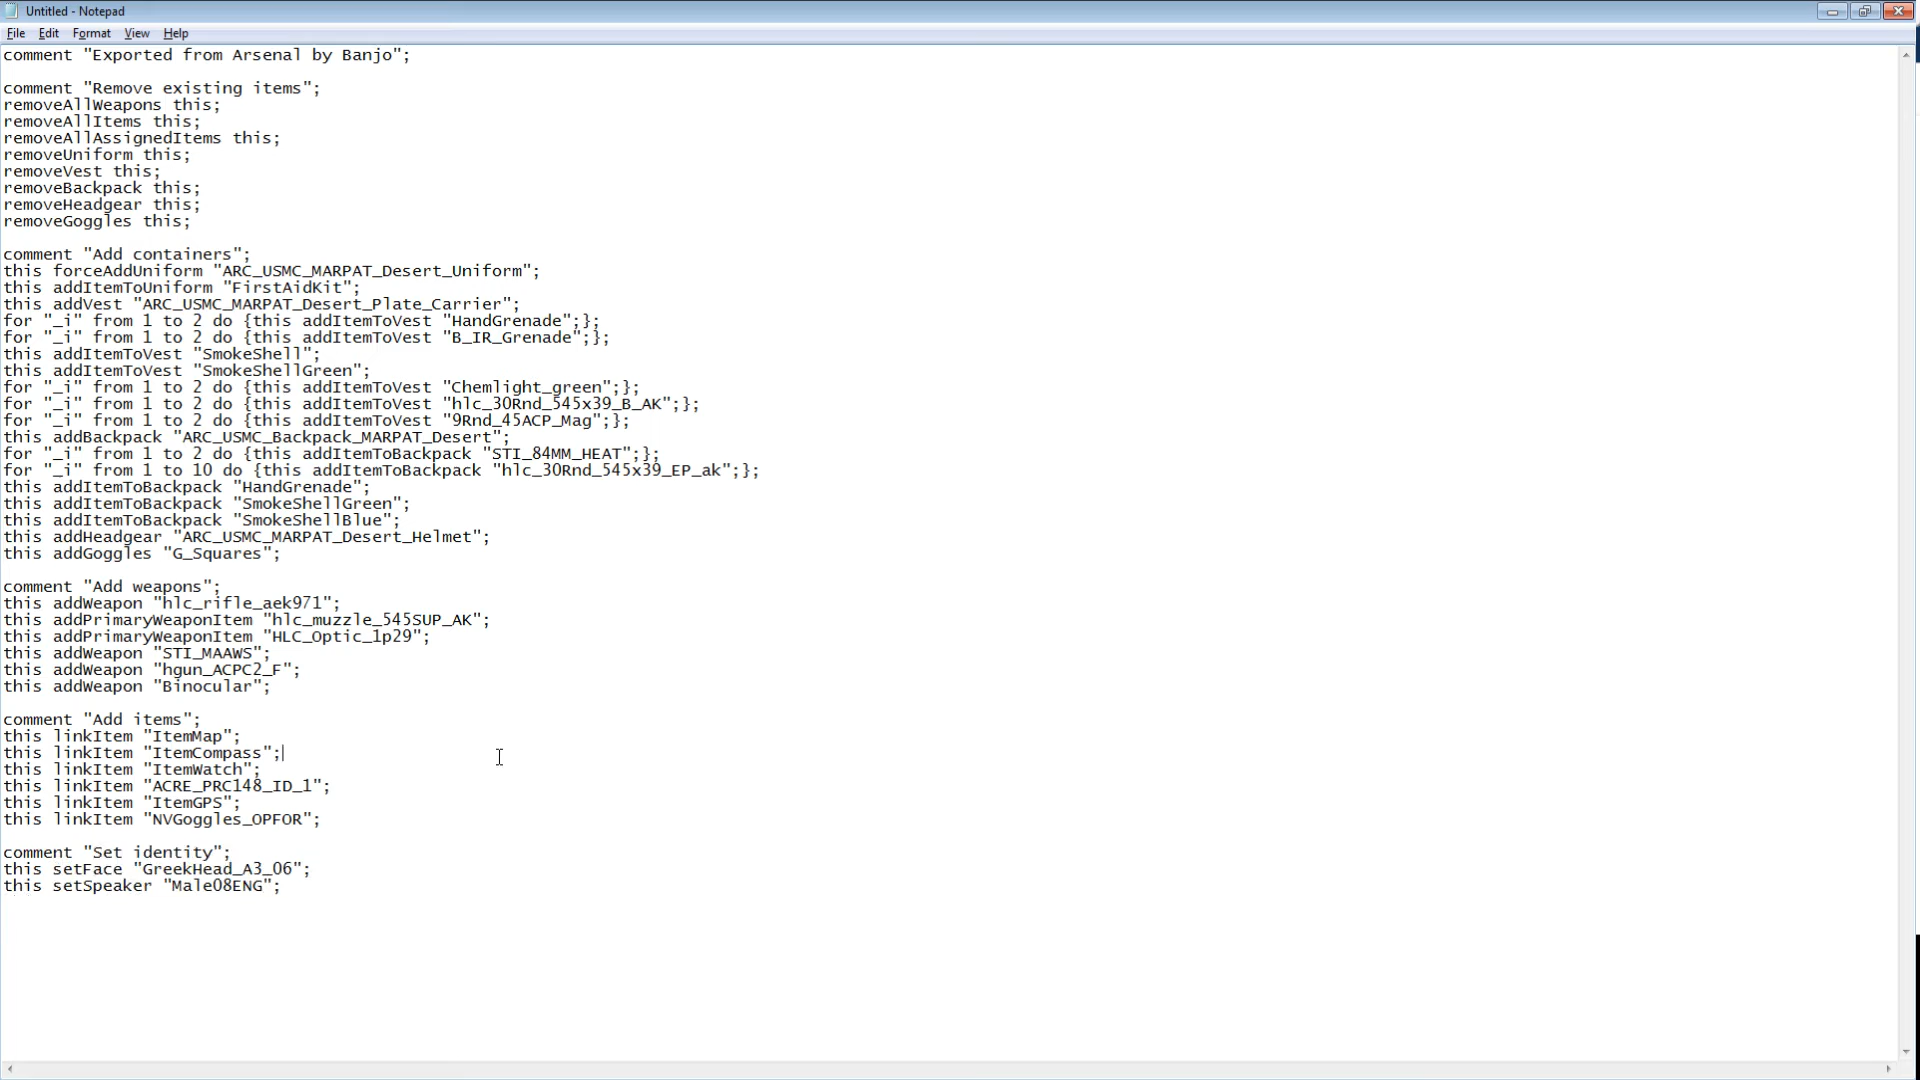 Untitled - Notepad
File Edit Format View Help
comment "Exported from Arsenal by Banjo";
comment "Remove existing items";
removeAllWeapons this;
removeAllItems this;
removeAllAssignedItems this;
removeUniform this;
removeVest this;
removeBackpack this;
removeHeadgear this;
removeGoggles this;
comment "Add containers";
this forceAddUniform "ARC_USMC_MARPAT_Desert_Uniform";
this addItemToUniform "FirstAidKit";
this addVest "ARC_USMC_MARPAT_Desert_Plate_Carrier";
for "_i" from 1 to 2 do {this addItemToVest "HandGrenade";};
for "_i" from 1 to 2 do {this addItemToVest "B_IR_Grenade";};
this addItemToVest "SmokeShell";
this addItemToVest "SmokeShellGreen";
for "_i" from 1 to 2 do {this addItemToVest "Chemlight_green";};
for "_i" from 1 to 2 do {this addItemToVest "hlc_30Rnd_545x39_B_AK";};
for "_i" from 1 to 2 do {this addItemToVest "9Rnd_45ACP_Mag";};
this addBackpack "ARC_USMC_Backpack_MARPAT_Desert";
for "_i" from 1 to 2 do {this addItemToBackpack "STI_84MM_HEAT";};
for "_i" from 1 to 10 do {this addItemToBackpack "hlc_30Rnd_545x39_EP_ak";};
this addItemToBackpack "HandGrenade";
this addItemToBackpack "SmokeShellGreen";
this addItemToBackpack "SmokeShellBlue";
this addHeadgear "ARC_USMC_MARPAT_Desert_Helmet";
this addGoggles "G_Squares";
comment "Add weapons";
this addWeapon "hlc_rifle_aek971";
this addPrimaryWeaponItem "hlc_muzzle_545SUP_AK";
this addPrimaryWeaponItem "HLC_Optic_1p29";
this addWeapon "STI_MAAWS";
this addWeapon "hgun_ACPC2_F";
this addWeapon "Binocular";
comment "Add items";
this linkItem "ItemMap";
this linkItem "ItemCompass";
this linkItem "ItemWatch";
this linkItem "ACRE_PRC148_ID_1";
this linkItem "ItemGPS";
this linkItem "NVGoggles_OPFOR";
comment "Set identity";
this setFace "GreekHead_A3_06";
this setSpeaker "Male08ENG";